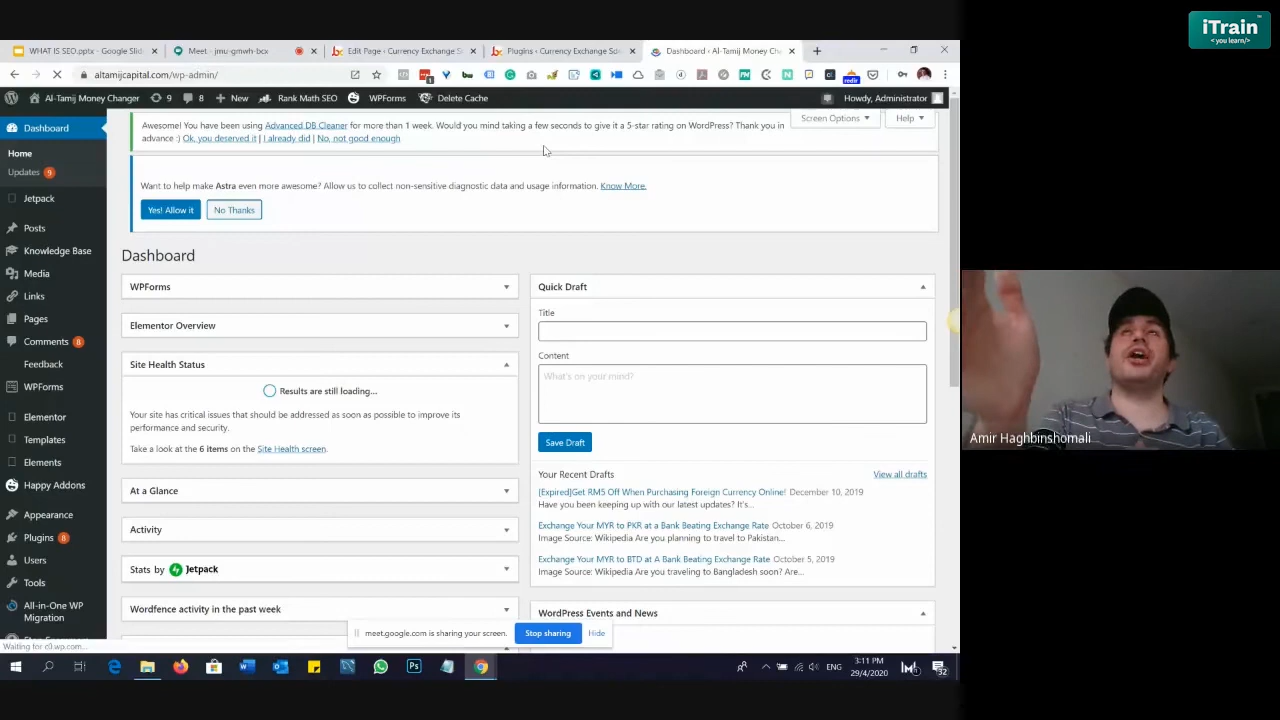 iTrain
< you learn/>
WHAT IS SEO.pptx - Google Slid
Meet - jmu-gmwh-bcx
Edit Page ‹ Currency Exchange S
Plugins ‹ Currency Exchange Sol
Dashboard ‹ Al-Tamij Money Cha
altamijcapital.com/wp-admin/
Al-Tamij Money Changer
9
8
New
Rank Math SEO
WPForms
Delete Cache
Howdy, Administrator
Screen Options
Help
Dashboard
Home
Updates 9
Jetpack
Posts
Knowledge Base
Media
Links
Pages
Comments 8
Feedback
WPForms
Elementor
Templates
Elements
Happy Addons
Appearance
Plugins 8
Users
Tools
All-in-One WP
Migration
Awesome! You have been using Advanced DB Cleaner for more than 1 week. Would you mind taking a few seconds to give it a 5-star rating on WordPress? Thank you in
advance :) Ok, you deserved it | I already did | No, not good enough
Want to help make Astra even more awesome? Allow us to collect non-sensitive diagnostic data and usage information. Know More.
Yes! Allow it
No Thanks
Dashboard
WPForms
Elementor Overview
Site Health Status
Results are still loading...
Your site has critical issues that should be addressed as soon as possible to improve its
performance and security.
Take a look at the 6 items on the Site Health screen.
At a Glance
Activity
Stats by Jetpack
Wordfence activity in the past week
Quick Draft
Title
Content
What's on your mind?
Save Draft
Your Recent Drafts
View all drafts
[Expired]Get RM5 Off When Purchasing Foreign Currency Online! December 10, 2019
Have you been keeping up with our latest updates? It's...
Exchange Your MYR to PKR at a Bank Beating Exchange Rate October 6, 2019
Image Source: Wikipedia Are you planning to travel to Pakistan...
Exchange Your MYR to BTD at A Bank Beating Exchange Rate October 5, 2019
Image Source: Wikipedia Are you traveling to Bangladesh soon? Are...
WordPress Events and News
meet.google.com is sharing your screen.
Stop sharing
Hide
Waiting for c0.wp.com...
Amir Haghbinshomali
ENG
3:11 PM
29/4/2020
32